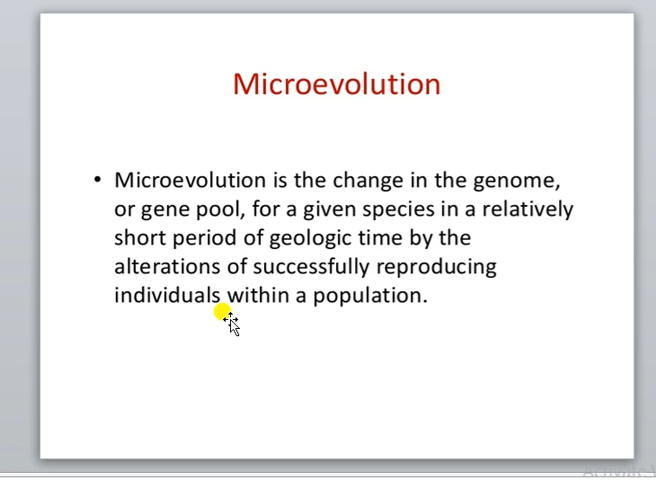 Microevolution
• Microevolution is the change in the genome,
or gene pool, for a given species in a relatively
short period of geologic time by the
alterations of successfully reproducing
individuals within a population.